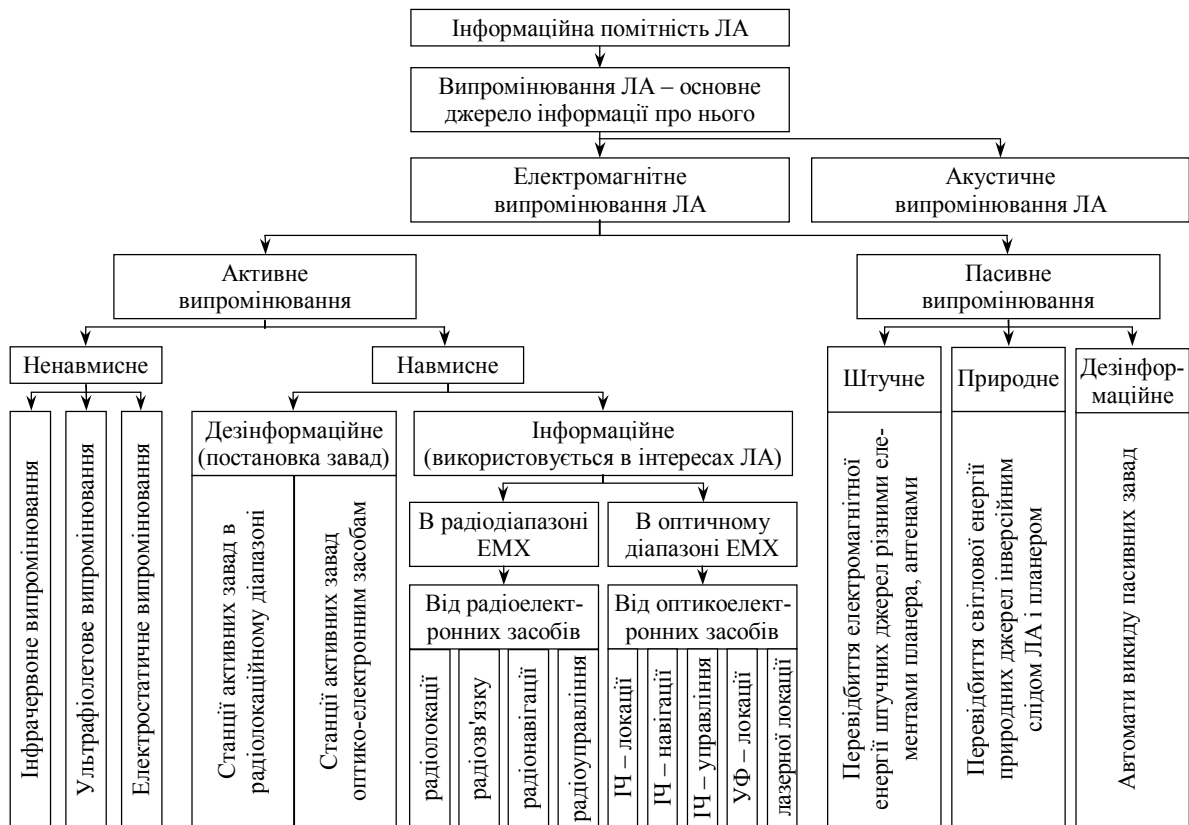 Інформаційна помітність ЛА
Випромінювання ЛА – основне
джерело інформації про нього
Електромагнітне
випромінювання ЛА
Акустичне
випромінювання ЛА
Активне
випромінювання
Пасивне
випромінювання
Ненавмисне
Навмисне
Штучне
Природне
Дезінфор-
маційне
Інфрачервоне випромінювання
Ультрафіолетове випромінювання
Електростатичне випромінювання
Дезінформаційне
(постановка завад)
Станції активних завад в
радіолокаційному діапазоні
Станції активних завад
оптико-електронним засобам
Інформаційне
(використовується в інтересах ЛА)
В радіодіапазоні
ЕМХ
В оптичному
діапазоні ЕМХ
Від радіоелект-
ронних засобів
Від оптикоелект-
ронних засобів
радіолокації
радіозв'язку
радіонавігації
радіоуправління
ІЧ – локації
ІЧ – навігації
ІЧ – управління
УФ – локації
лазерної локації
Перевідбиття електромагнітної
енергії штучних джерел різними еле-
ментами планера, антенами
Перевідбиття світлової енергії
природних джерел інверсійним
слідом ЛА і планером
Автомати викиду пасивних завад